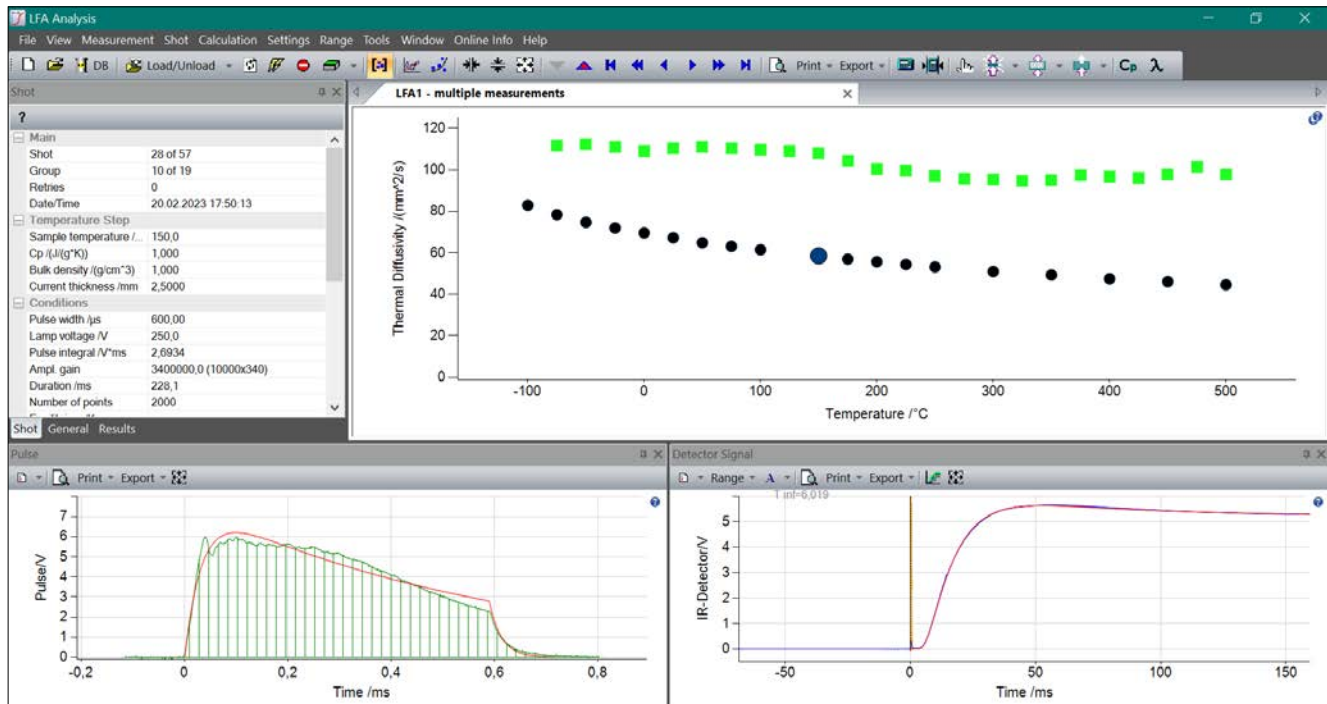 LFA Analysis
File View Measurement Shot Calculation Settings Range Tools Window Online Info Help
DB Load/Unload Print Export Cp λ
Shot
LFA1 - multiple measurements
?
Main
Shot 28 of 57
Group 10 of 19
Retries 0
Date/Time 20.02.2023 17:50:13
Temperature Step
Sample temperature /... 150,0
Cp /(J/(g*K)) 1,000
Bulk density /(g/cm^3) 1,000
Current thickness /mm 2,5000
Conditions
Pulse width /µs 600,00
Lamp voltage /V 250,0
Pulse integral /V*ms 2,6934
Ampl. gain 3400000,0 (10000x340)
Duration /ms 228,1
Number of points 2000
Shot General Results
Thermal Diffusivity /(mm^2/s)
120
100
80
60
40
20
0
-100 0 100 200 300 400 500
Temperature /°C
Pulse
Print Export
Pulse/V
7
6
5
4
3
2
1
0
-0,2 0 0,2 0,4 0,6 0,8
Time /ms
Detector Signal
Range A Print Export
T inf=6,019
IR-Detector/V
5
4
3
2
1
0
-50 0 50 100 150
Time /ms